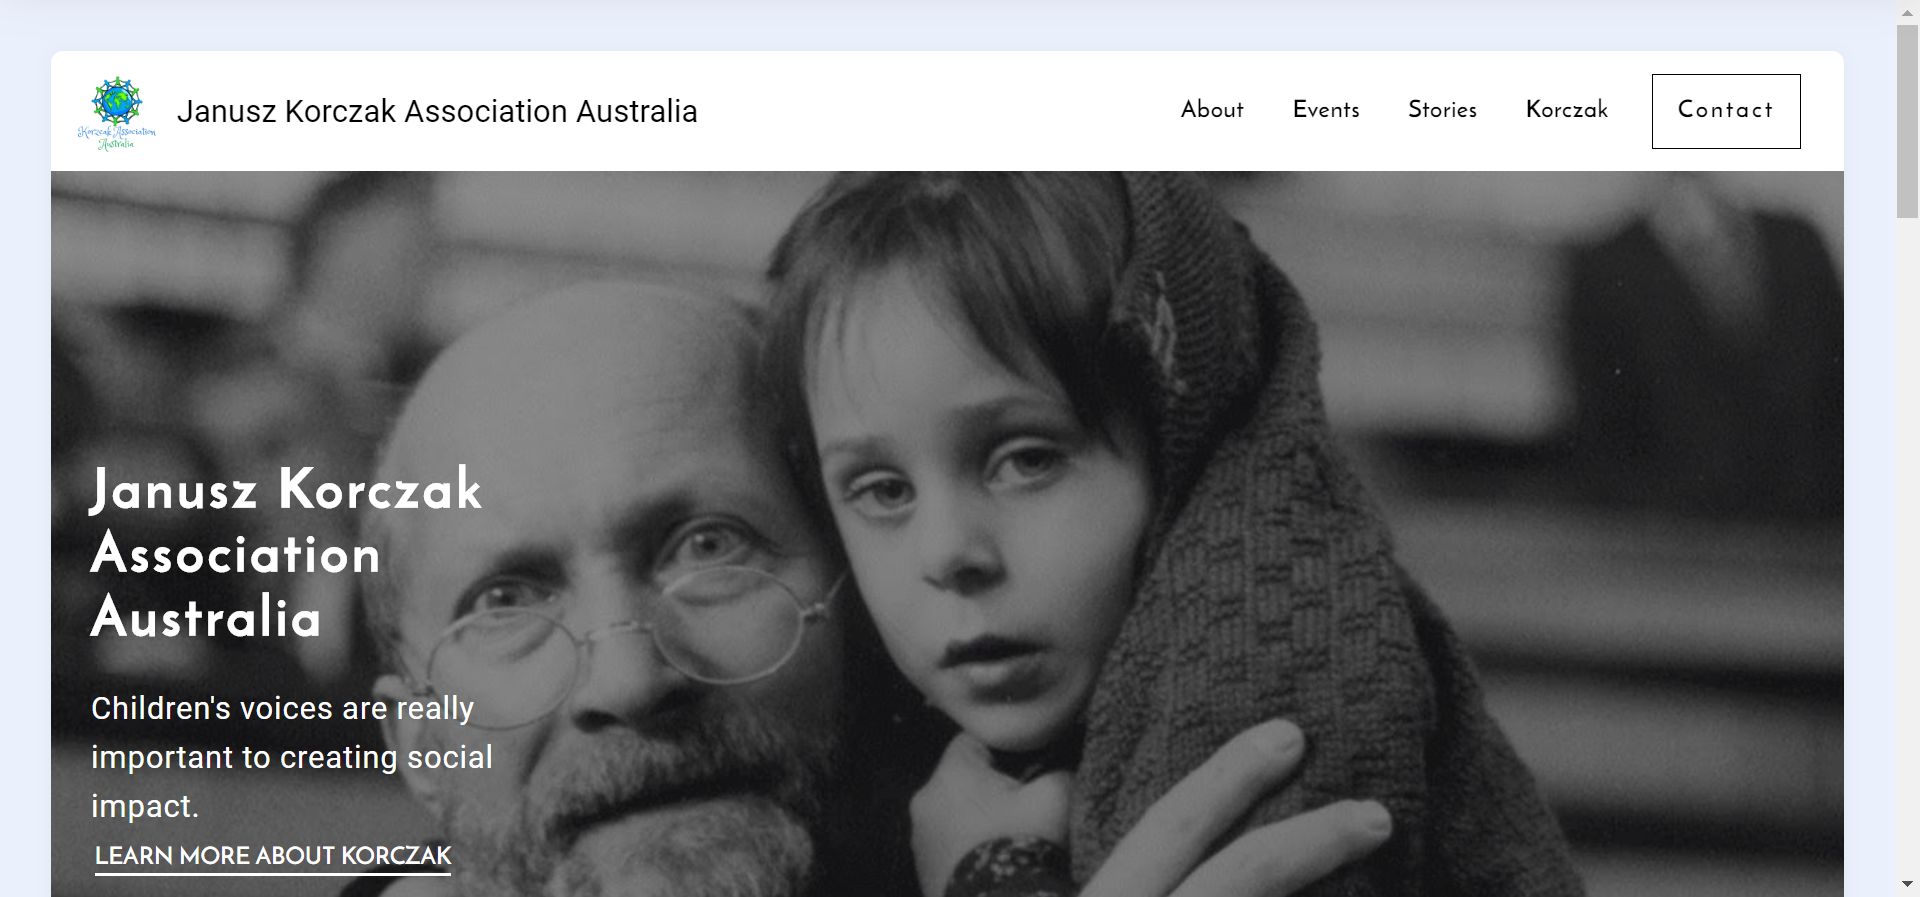 Korczak Association
Australia
Janusz Korczak Association Australia
About
Events
Stories
Korczak
Contact
Janusz Korczak
Association
Australia
Children's voices are really
important to creating social
impact.
LEARN MORE ABOUT KORCZAK